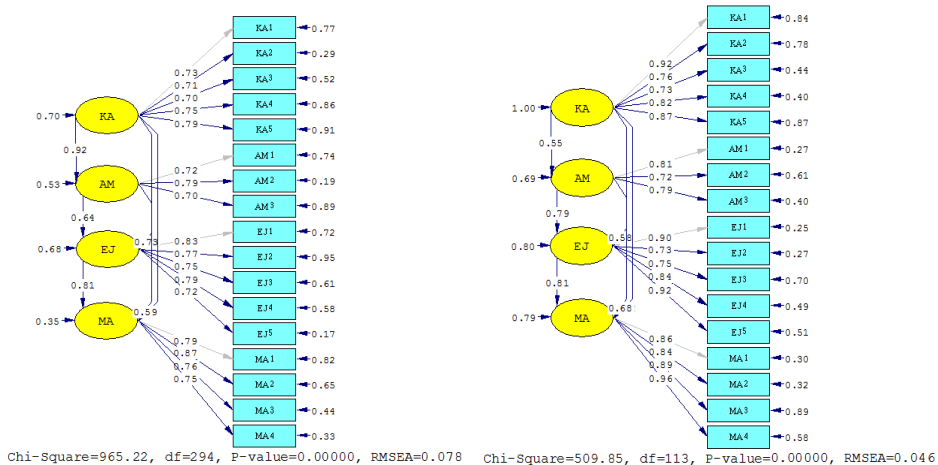 KA1 0.77
KA2 0.29
0.73
KA3 0.52
0.71
0.70
KA4 0.86
0.75
0.70 KA
0.79
KA5 0.91
0.92
AM1 0.74
0.72
AM2 0.19
0.53 AM
0.79
0.70
AM3 0.89
0.64
EJ1 0.72
0.73 0.83
0.68 EJ
0.77
EJ2 0.95
0.75
EJ3 0.61
0.79
0.81
0.72
EJ4 0.58
0.59
0.35 MA
EJ5 0.17
0.79
MA1 0.82
0.87
0.76
MA2 0.65
0.75
MA3 0.44
MA4 0.33
Chi-Square=965.22, df=294, P-value=0.00000, RMSEA=0.078
KA1 0.84
KA2 0.78
0.92
KA3 0.44
0.76
0.73
KA4 0.40
0.82
1.00 KA
0.87
KA5 0.87
0.55
AM1 0.27
0.81
AM2 0.61
0.69 AM
0.72
0.79
AM3 0.40
0.79
EJ1 0.25
0.58 0.90
0.80 EJ
0.73
EJ2 0.27
0.75
EJ3 0.70
0.84
0.81
0.92
EJ4 0.49
0.68
0.79 MA
EJ5 0.51
0.86
MA1 0.30
0.84
0.89
MA2 0.32
0.96
MA3 0.89
MA4 0.58
Chi-Square=509.85, df=113, P-value=0.00000, RMSEA=0.046